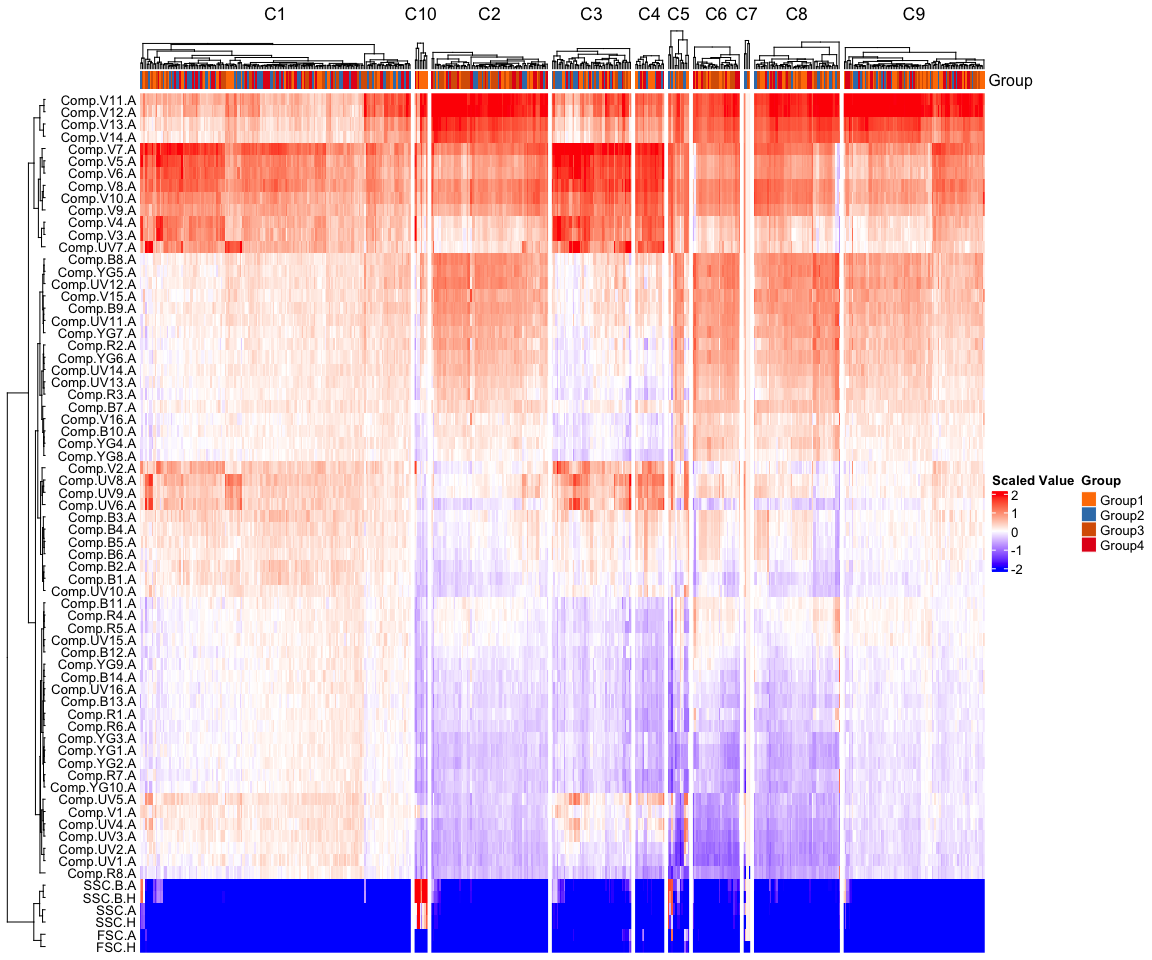 C1 C10 C2 C3 C4 C5 C6 C7 C8 C9
Group
Comp.V11.A
Comp.V12.A
Comp.V13.A
Comp.V14.A
Comp.V7.A
Comp.V5.A
Comp.V6.A
Comp.V8.A
Comp.V10.A
Comp.V9.A
Comp.V4.A
Comp.V3.A
Comp.UV7.A
Comp.B8.A
Comp.YG5.A
Comp.UV12.A
Comp.V15.A
Comp.B9.A
Comp.UV11.A
Comp.YG7.A
Comp.R2.A
Comp.YG6.A
Comp.UV14.A
Comp.UV13.A
Comp.R3.A
Comp.B7.A
Comp.V16.A
Comp.B10.A
Comp.YG4.A
Comp.YG8.A
Comp.V2.A
Comp.UV8.A
Comp.UV9.A
Comp.UV6.A
Comp.B3.A
Comp.B4.A
Comp.B5.A
Comp.B6.A
Comp.B2.A
Comp.B1.A
Comp.UV10.A
Comp.B11.A
Comp.R4.A
Comp.R5.A
Comp.UV15.A
Comp.B12.A
Comp.YG9.A
Comp.B14.A
Comp.UV16.A
Comp.B13.A
Comp.R1.A
Comp.R6.A
Comp.YG3.A
Comp.YG1.A
Comp.YG2.A
Comp.R7.A
Comp.YG10.A
Comp.UV5.A
Comp.V1.A
Comp.UV4.A
Comp.UV3.A
Comp.UV2.A
Comp.UV1.A
Comp.R8.A
SSC.B.A
SSC.B.H
SSC.A
SSC.H
FSC.A
FSC.H
Scaled Value
2
1
0
-1
-2
Group
Group1
Group2
Group3
Group4